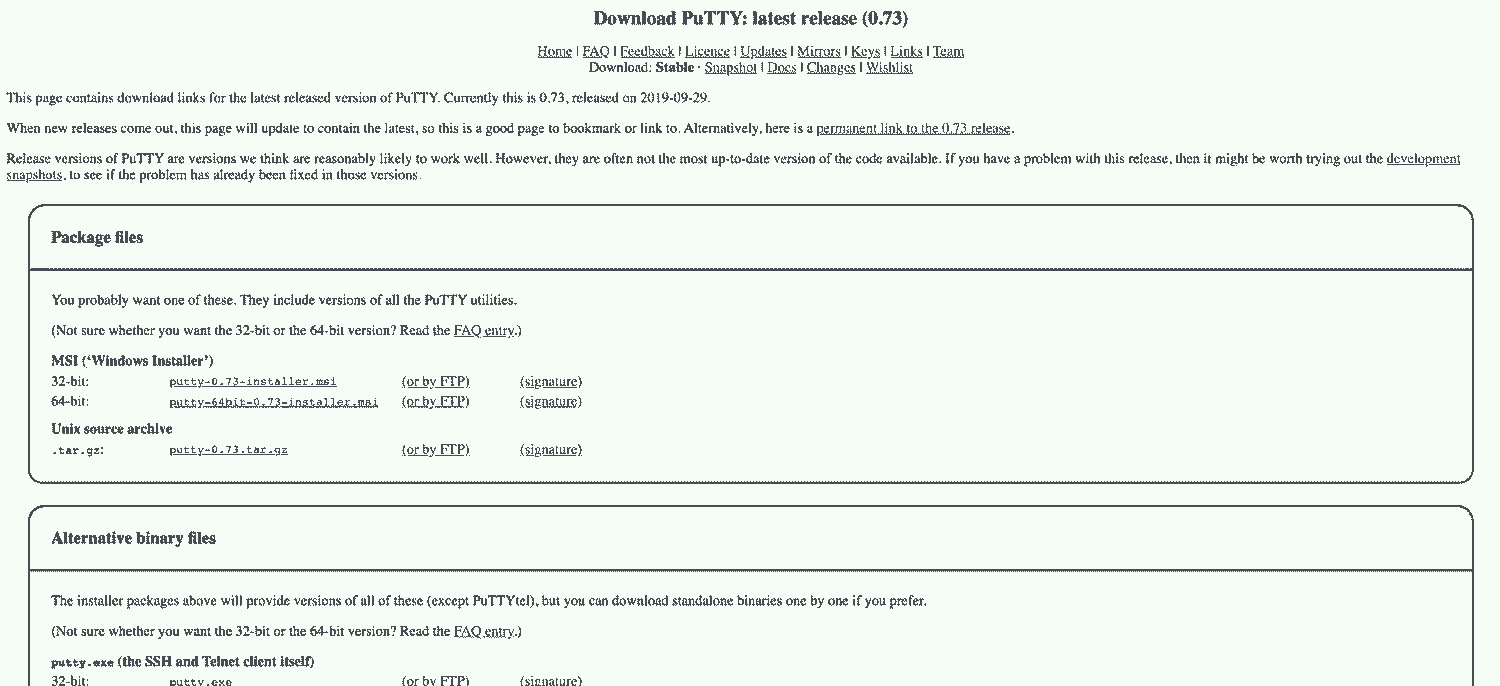 Download PuTTY: latest release (0.73)
Home | FAQ | Feedback | Licence | Updates | Mirrors | Keys | Links | Team
Download: Stable · Snapshot | Docs | Changes | Wishlist
This page contains download links for the latest released version of PuTTY. Currently this is 0.73, released on 2019-09-29.
When new releases come out, this page will update to contain the latest, so this is a good page to bookmark or link to. Alternatively, here is a permanent link to the 0.73 release.
Release versions of PuTTY are versions we think are reasonably likely to work well. However, they are often not the most up-to-date version of the code available. If you have a problem with this release, then it might be worth trying out the development
snapshots, to see if the problem has already been fixed in those versions.
Package files
You probably want one of these. They include versions of all the PuTTY utilities.
(Not sure whether you want the 32-bit or the 64-bit version? Read the FAQ entry.)
MSI (‘Windows Installer’)
32-bit: putty-0.73-installer.msi (or by FTP) (signature)
64-bit: putty-64bit-0.73-installer.msi (or by FTP) (signature)
Unix source archive
.tar.gz: putty-0.73.tar.gz (or by FTP) (signature)
Alternative binary files
The installer packages above will provide versions of all of these (except PuTTYtel), but you can download standalone binaries one by one if you prefer.
(Not sure whether you want the 32-bit or the 64-bit version? Read the FAQ entry.)
putty.exe (the SSH and Telnet client itself)
32-bit: putty.exe (or by FTP) (signature)